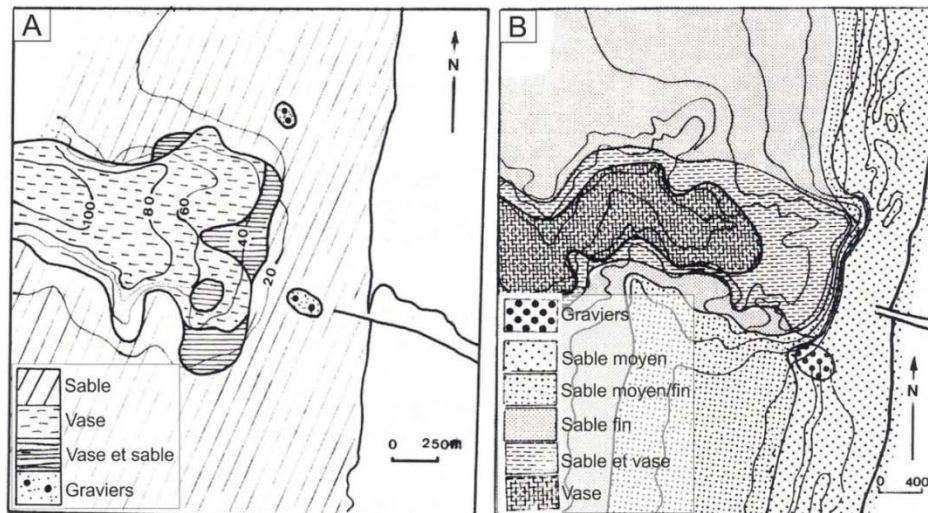 A
N
100
80
60
40
20
Sable
Vase
Vase et sable
Graviers
0 250m
B
N
Graviers
Sable moyen
Sable moyen/fin
Sable fin
Sable et vase
Vase
0 400